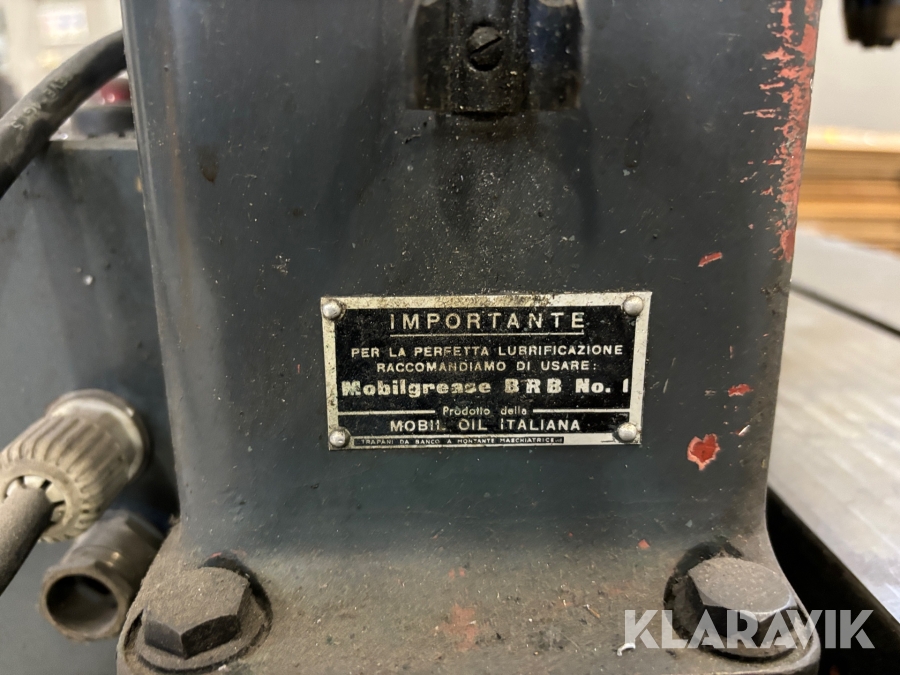 IMPORTANTE
PER LA PERFETTA LUBRIFICAZIONE
RACCOMANDIAMO DI USARE:
Mobilgrease BRB No. 1
Prodotto della
MOBIL OIL ITALIANA
TRAPANI DA BANCO A MONTANTE MASCHIATRICE
KLARAVIK